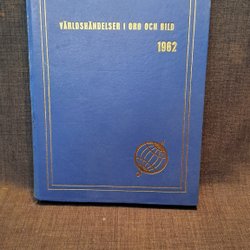 VÄRLDSHÄNDELSER I ORD OCH BILD
1962